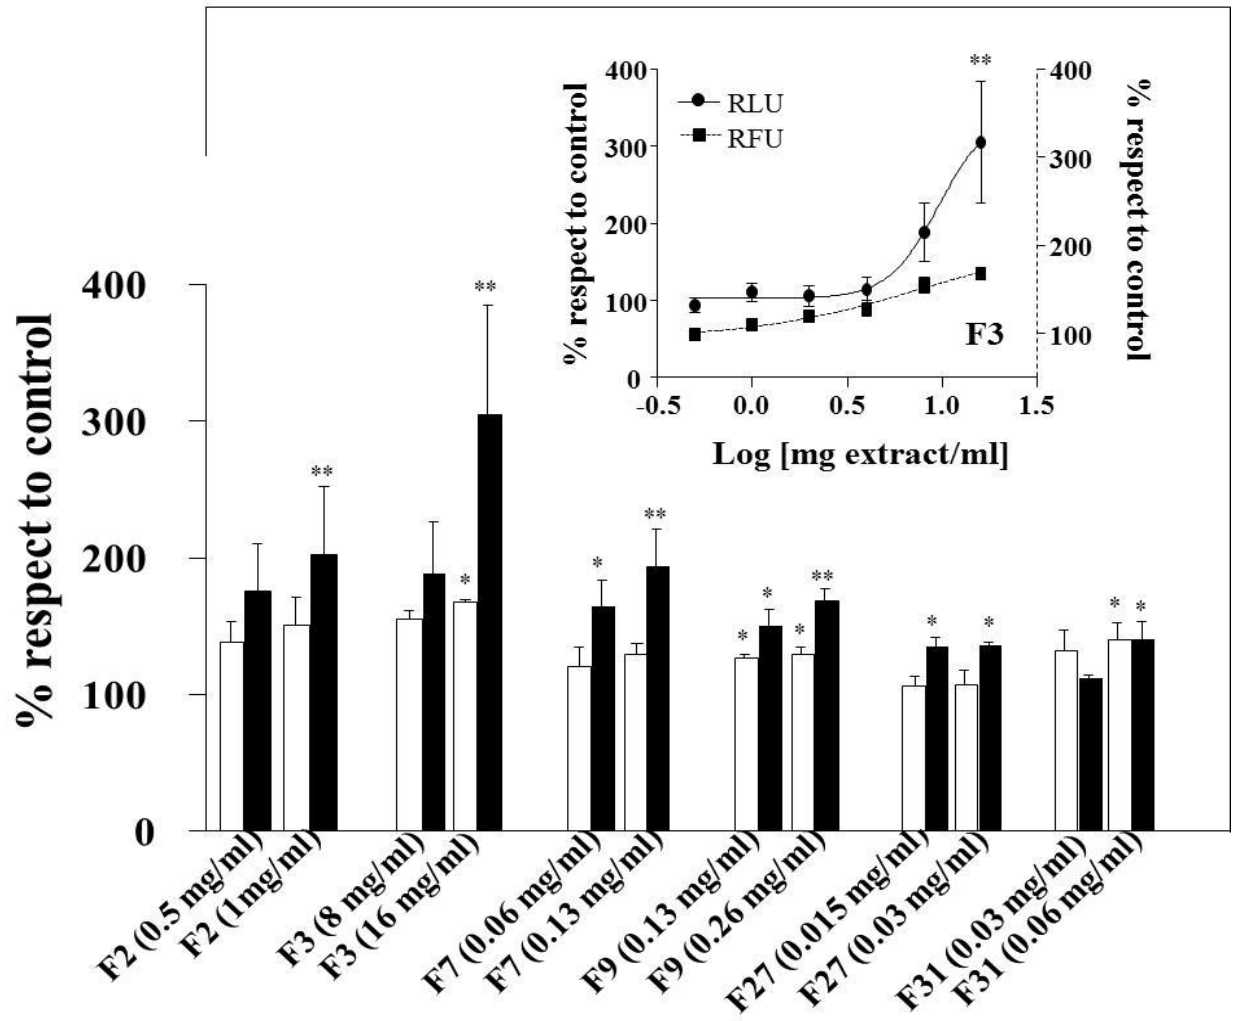 % respect to control
400
300
200
100
0
**
**
*
**
*
**
*
*
*
**
*
*
*
*
F2 (0.5 mg/ml)
F2 (1mg/ml)
F3 (8 mg/ml)
F3 (16 mg/ml)
F7 (0.06 mg/ml)
F7 (0.13 mg/ml)
F9 (0.13 mg/ml)
F9 (0.26 mg/ml)
F27 (0.015 mg/ml)
F27 (0.03 mg/ml)
F31 (0.03 mg/ml)
F31 (0.06 mg/ml)
% respect to control
400
300
200
100
0
RLU
RFU
**
F3
400
300
200
100
% respect to control
-0.5 0.0 0.5 1.0 1.5
Log [mg extract/ml]